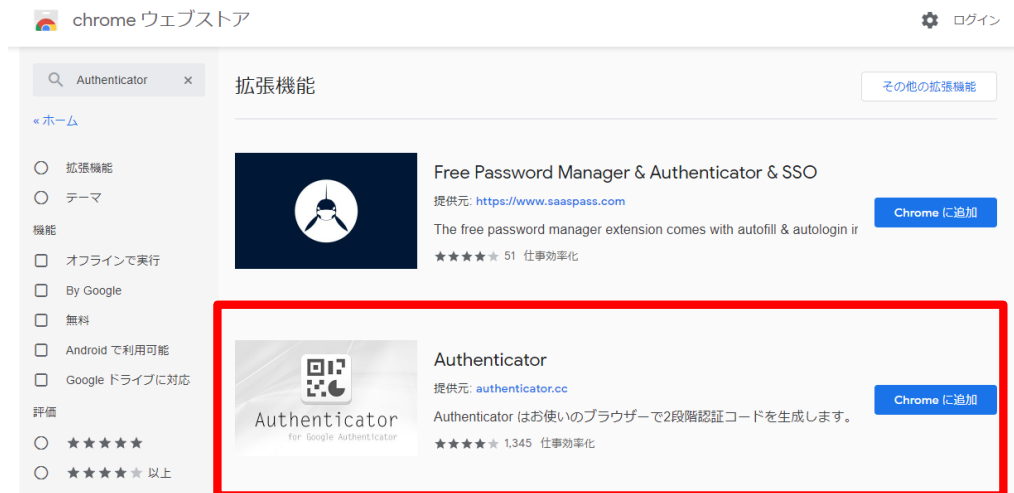 chrome ウェブストア
ログイン
Authenticator
«ホーム
拡張機能
テーマ
機能
オフラインで実行
By Google
無料
Android で利用可能
Google ドライブに対応
評価
★★★★★
★★★★★ 以上
拡張機能
その他の拡張機能
Free Password Manager & Authenticator & SSO
提供元: https://www.saaspass.com
The free password manager extension comes with autofill & autologin
★★★★★ 51 仕事効率化
Chrome に追加
Authenticator
for Google Authenticator
Authenticator
提供元: authenticator.cc
Authenticator はお使いのブラウザーで2段階認証コードを生成します。
★★★★★ 1,345 仕事効率化
Chrome に追加